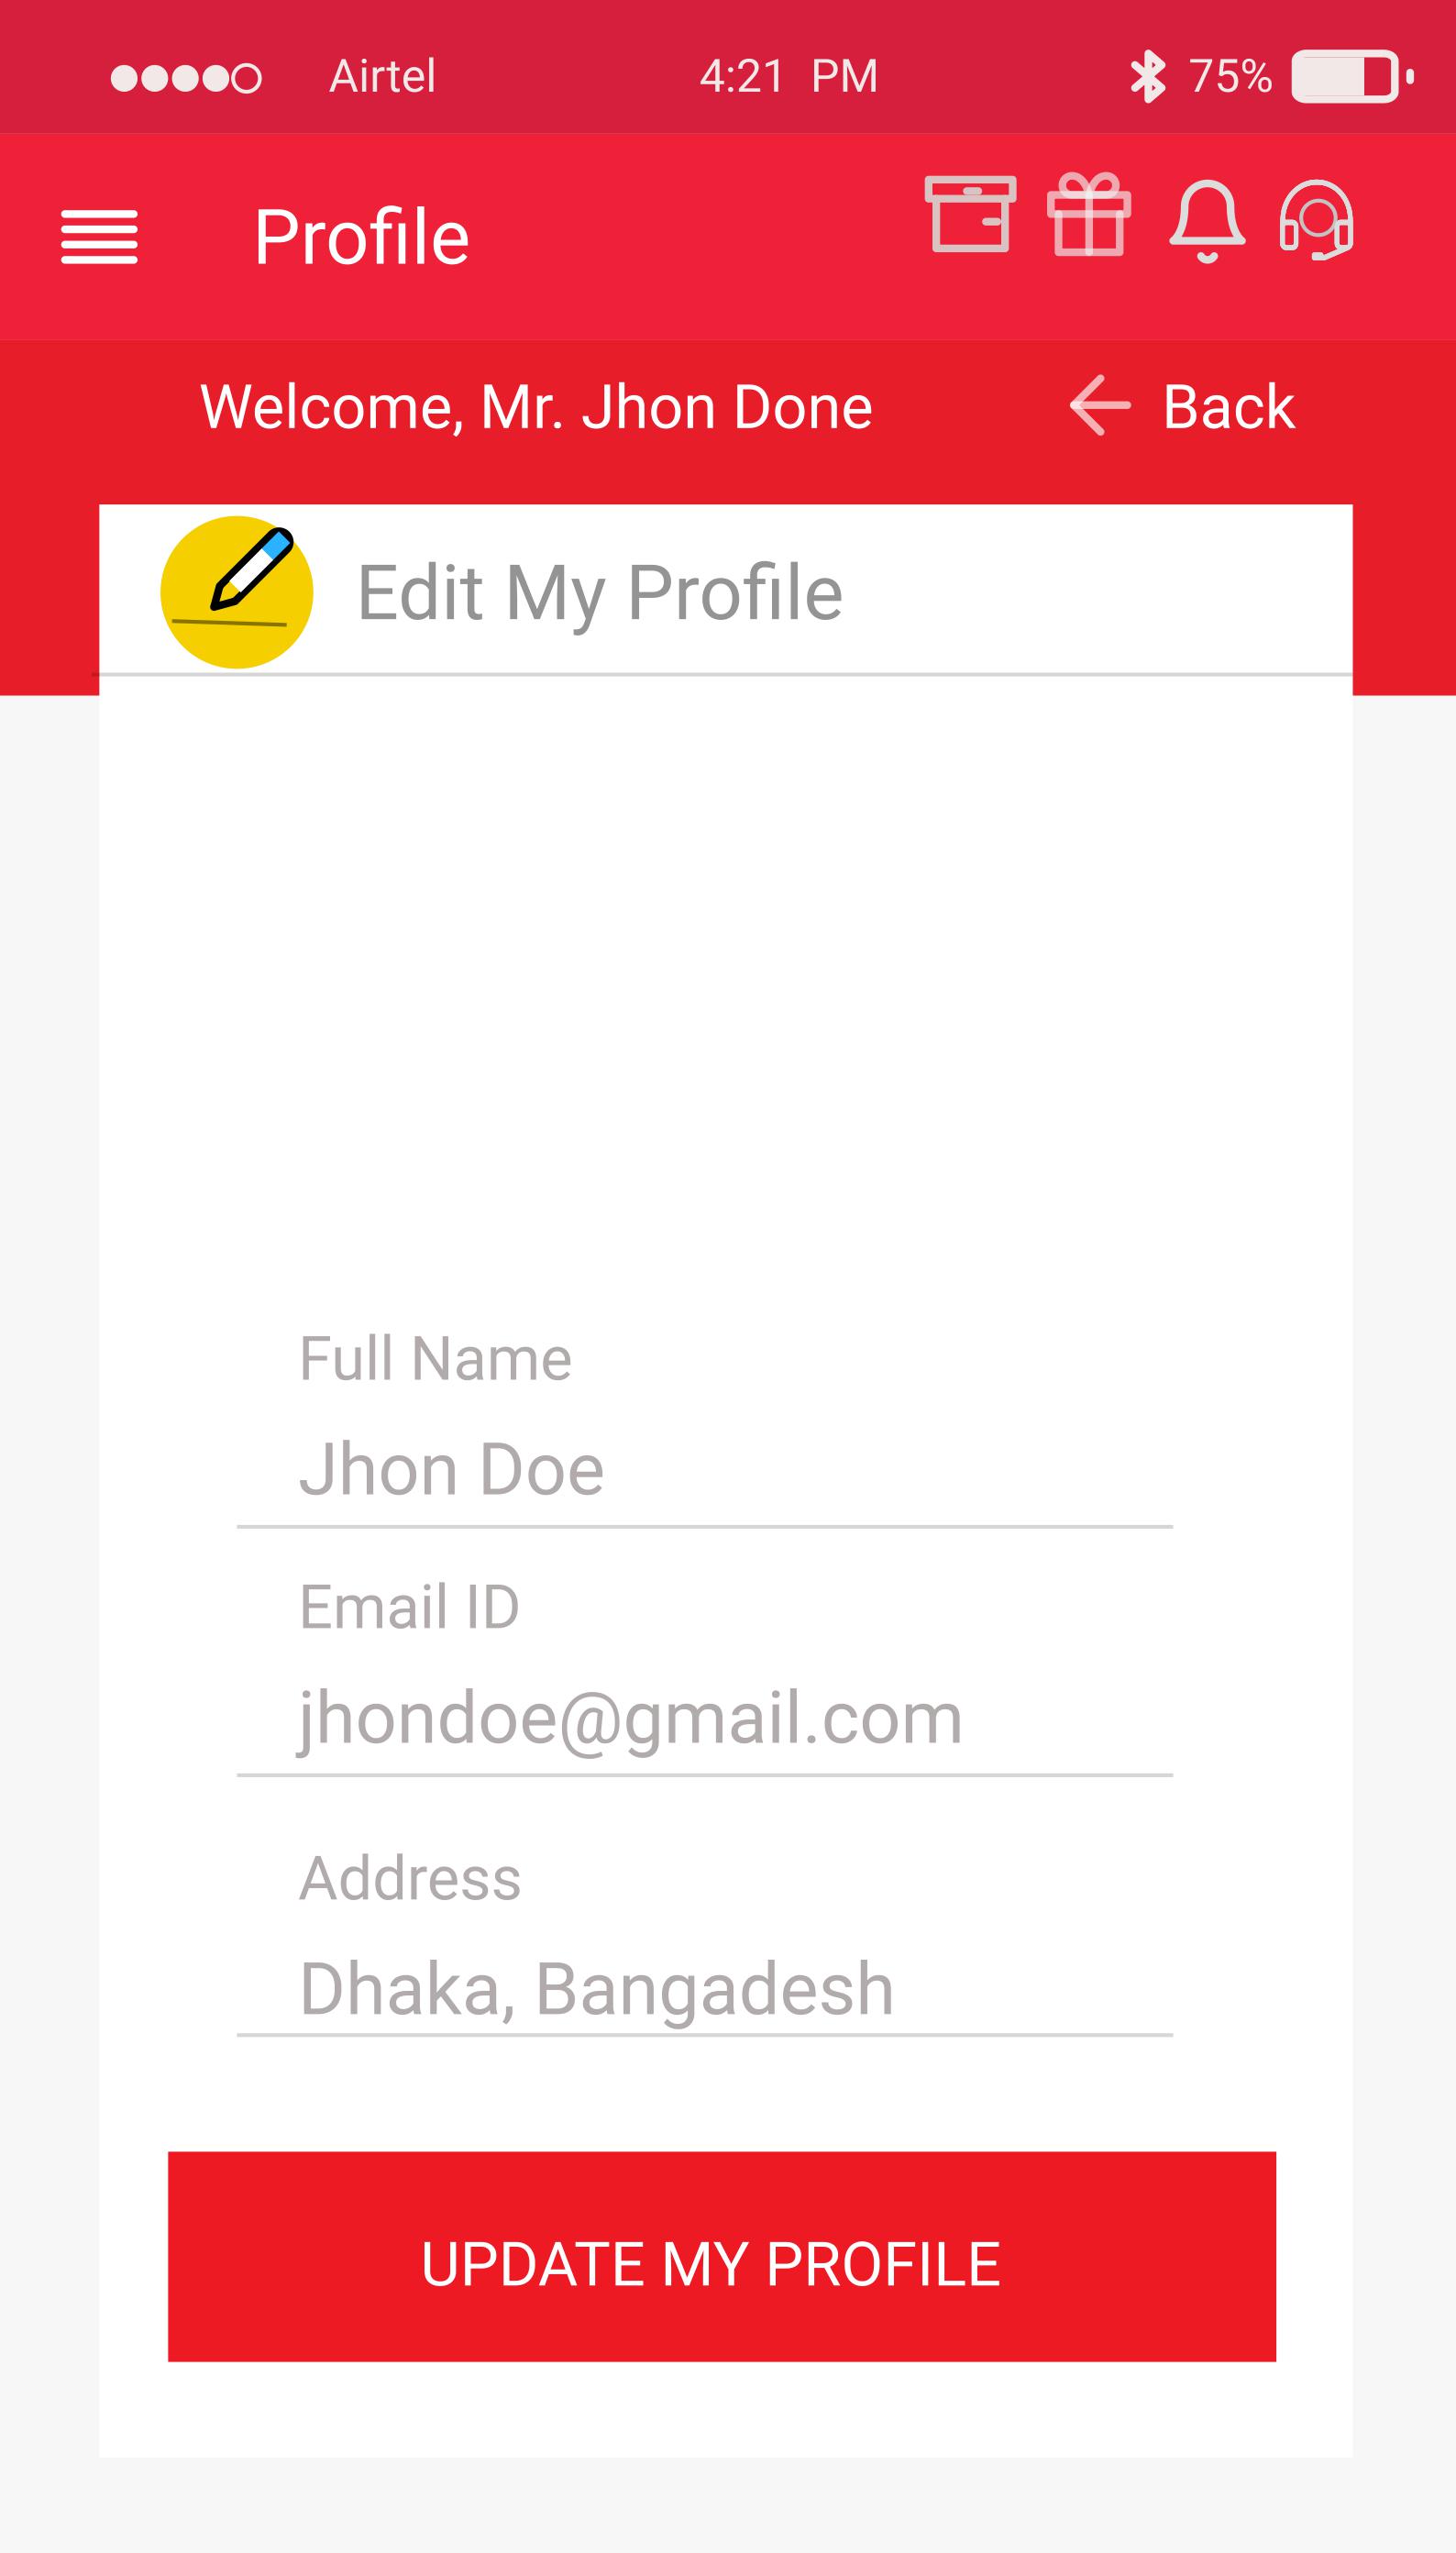 Airtel 4:21 PM 75%
Profile
Welcome, Mr. Jhon Done Back
Edit My Profile
Full Name
Jhon Doe
Email ID
jhondoe@gmail.com
Address
Dhaka, Bangadesh
UPDATE MY PROFILE